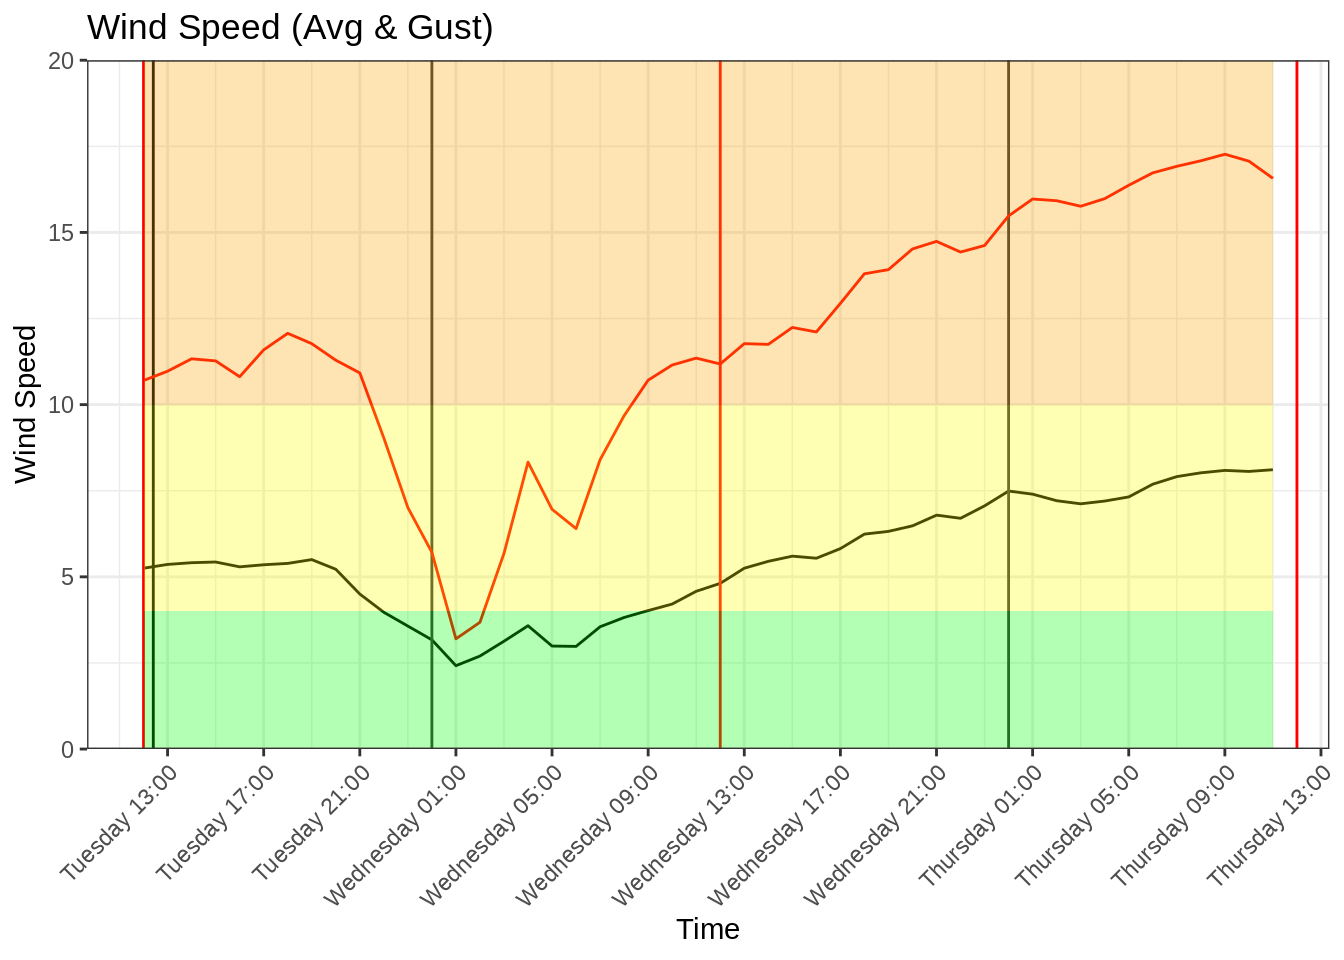 Wind Speed (Avg & Gust)
20
15
10
5
0
Wind Speed
Tuesday 13:00
Tuesday 17:00
Tuesday 21:00
Wednesday 01:00
Wednesday 05:00
Wednesday 09:00
Wednesday 13:00
Wednesday 17:00
Wednesday 21:00
Thursday 01:00
Thursday 05:00
Thursday 09:00
Thursday 13:00
Time